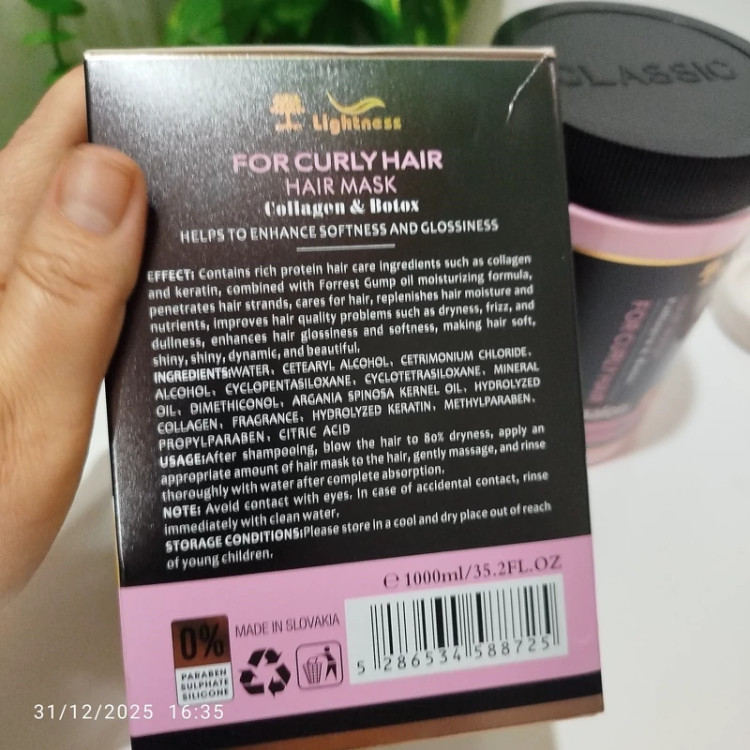 Lightness
FOR CURLY HAIR
HAIR MASK
Collagen & Botox
HELPS TO ENHANCE SOFTNESS AND GLOSSINESS
EFFECT: Contains rich protein hair care ingredients such as collagen
and keratin, combined with Forrest Gump oil moisturizing formula,
penetrates hair strands, cares for hair, replenishes hair moisture and
nutrients, improves hair quality problems such as dryness, frizz, and
dullness, enhances hair glossiness and softness, making hair soft,
shiny, shiny, dynamic, and beautiful.
INGREDIENTS:WATER, CETEARYL ALCOHOL, CETRIMONIUM CHLORIDE,
ALCOHOL, CYCLOPENTASILOXANE, CYCLOTETRASILOXANE, MINERAL
OIL, DIMETHICONOL, ARGANIA SPINOSA KERNEL OIL, HYDROLYZED
COLLAGEN, FRAGRANCE, HYDROLYZED KERATIN, METHYLPARABEN,
PROPYLPARABEN, CITRIC ACID
USAGE:After shampooing, blow the hair to 80% dryness, apply an
appropriate amount of hair mask to the hair, gently massage, and rinse
thoroughly with water after complete absorption.
NOTE: Avoid contact with eyes. In case of accidental contact, rinse
immediately with clean water.
STORAGE CONDITIONS:Please store in a cool and dry place out of reach
of young children.
℮ 1000ml/35.2FL.OZ
0%
PARABEN
SULPHATE
SILICONE
MADE IN SLOVAKIA
5 286534 588725
CLASSIC
FOR CURLY HAIR
31/12/2025 16:35